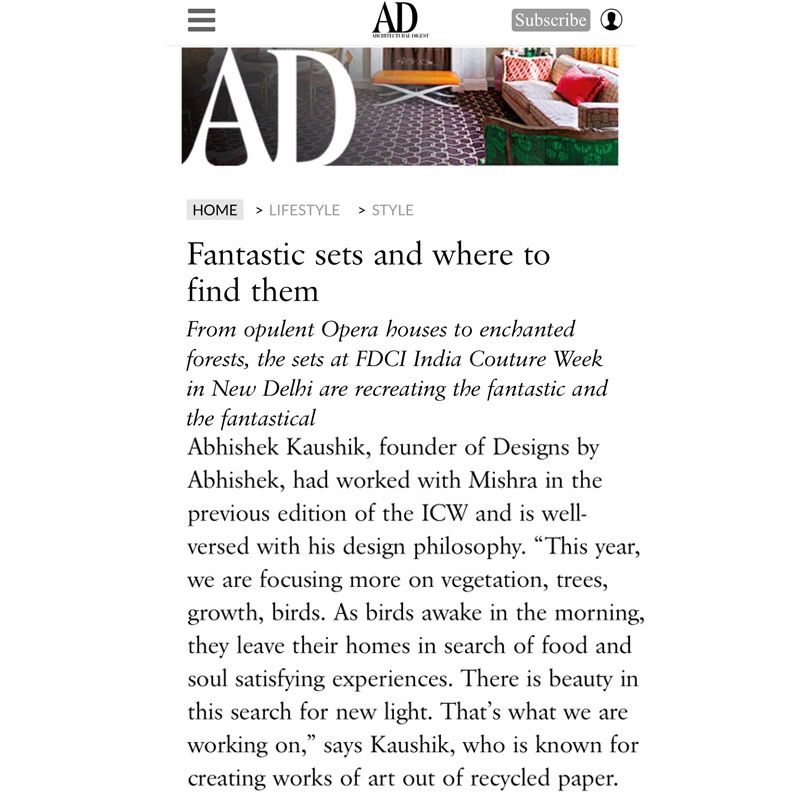 AD
ARCHITECTURAL DIGEST
Subscribe
AD
HOME > LIFESTYLE > STYLE
Fantastic sets and where to
find them
From opulent Opera houses to enchanted
forests, the sets at FDCI India Couture Week
in New Delhi are recreating the fantastic and
the fantastical
Abhishek Kaushik, founder of Designs by
Abhishek, had worked with Mishra in the
previous edition of the ICW and is well-
versed with his design philosophy. “This year,
we are focusing more on vegetation, trees,
growth, birds. As birds awake in the morning,
they leave their homes in search of food and
soul satisfying experiences. There is beauty in
this search for new light. That’s what we are
working on,” says Kaushik, who is known for
creating works of art out of recycled paper.